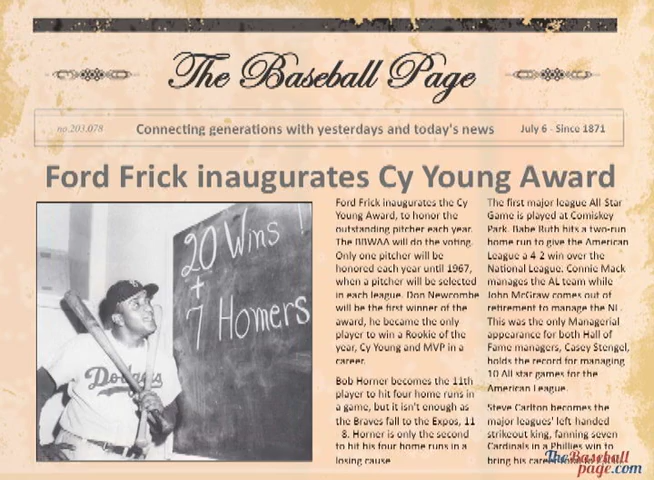 The Baseball Page
no.203,078
Connecting generations with yesterdays and today's news
July 6 - Since 1871
Ford Frick inaugurates Cy Young Award
20 Wins !
+
7 Homers
Dodgers
Ford Frick inaugurates the Cy
Young Award, to honor the
outstanding pitcher each year.
The BBWAA will do the voting.
Only one pitcher will be
honored each year until 1967,
when a pitcher will be selected
in each league. Don Newcombe
will be the first winner of the
award, he became the only
player to win a Rookie of the
year, Cy Young and MVP in a
career.
Bob Horner becomes the 11th
player to hit four home runs in
a game, but it isn't enough as
the Braves fall to the Expos, 11
8. Horner is only the second
to hit his four home runs in a
losing cause
The first major league All Star
Game is played at Comiskey
Park. Babe Ruth hits a two-run
home run to give the American
League a 4 2 win over the
National League. Connie Mack
manages the AL team while
John McGraw comes out of
retirement to manage the NL.
This was the only Managerial
appearance for both Hall of
Fame managers, Casey Stengel,
holds the record for managing
10 All star games for the
American League.
Steve Carlton becomes the
major leagues' left handed
strikeout king, fanning seven
Cardinals in a Phillies win to
bring his career
TheBaseball
page.com